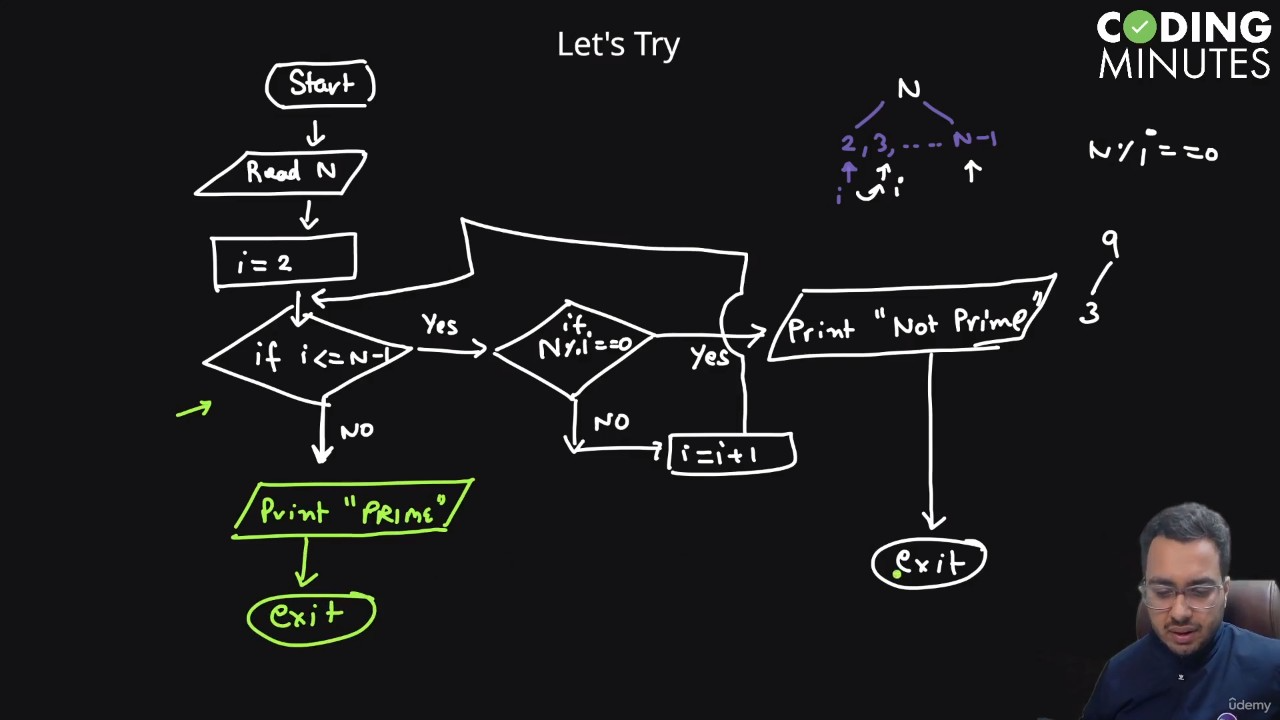 Let's Try
CODING
MINUTES
Start
Read N
i = 2
if i <= N-1
Yes
NO
if
N % i == 0
Yes
NO
i = i + 1
Print "Not Prime"
exit
Print "PRIME"
exit
N
2, 3, ..... N-1
i i
N % i == 0
9
3
ûdemy